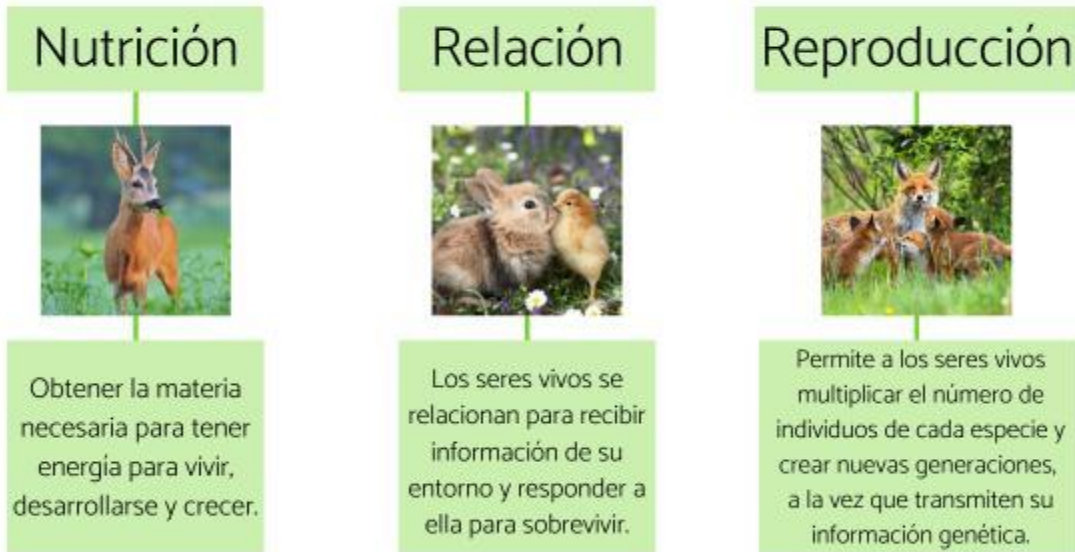 Nutrición
Obtener la materia
necesaria para tener
energía para vivir,
desarrollarse y crecer.
Relación
Los seres vivos se
relacionan para recibir
información de su
entorno y responder a
ella para sobrevivir.
Reproducción
Permite a los seres vivos
multiplicar el número de
individuos de cada especie y
crear nuevas generaciones,
a la vez que transmiten su
información genética.